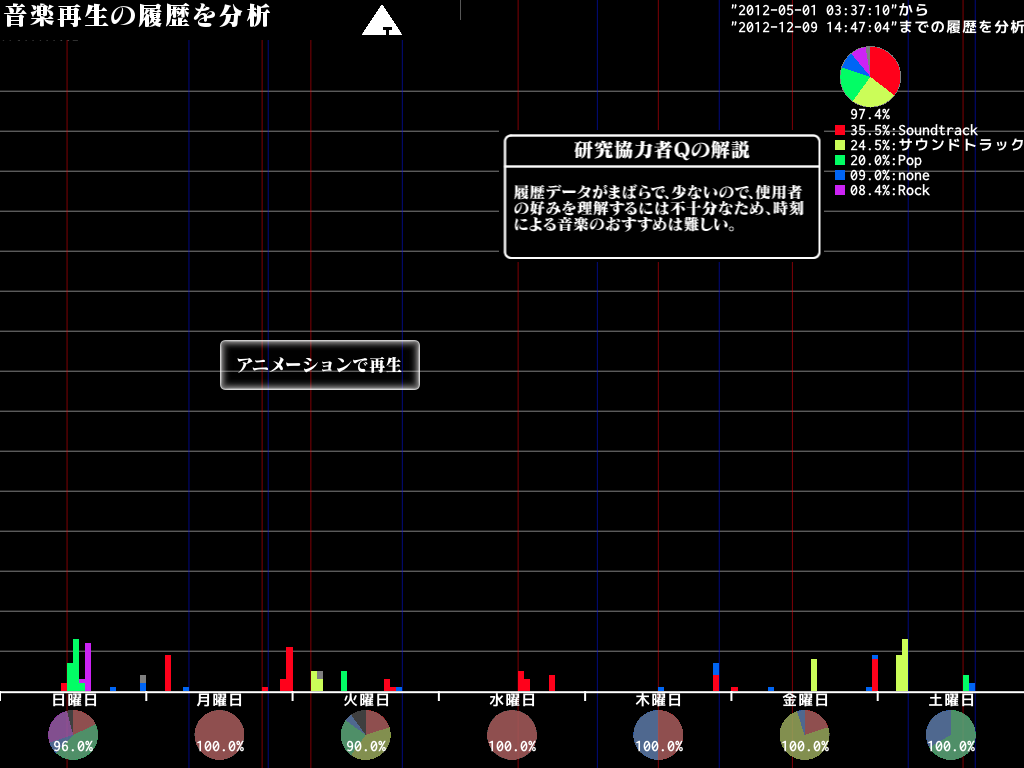 音楽再生の履歴を分析
"2012-05-01 03:37:10"から
"2012-12-09 14:47:04"までの履歴を分析
97.4%
35.5%:Soundtrack
24.5%:サウンドトラック
20.0%:Pop
09.0%:none
08.4%:Rock
研究協力者Qの解説
履歴データがまばらで、少ないので、使用者
の好みを理解するには不十分なため、時刻
による音楽のおすすめは難しい。
アニメーションで再生
日曜日 月曜日 火曜日 水曜日 木曜日 金曜日 土曜日
96.0% 100.0% 90.0% 100.0% 100.0% 100.0% 100.0%